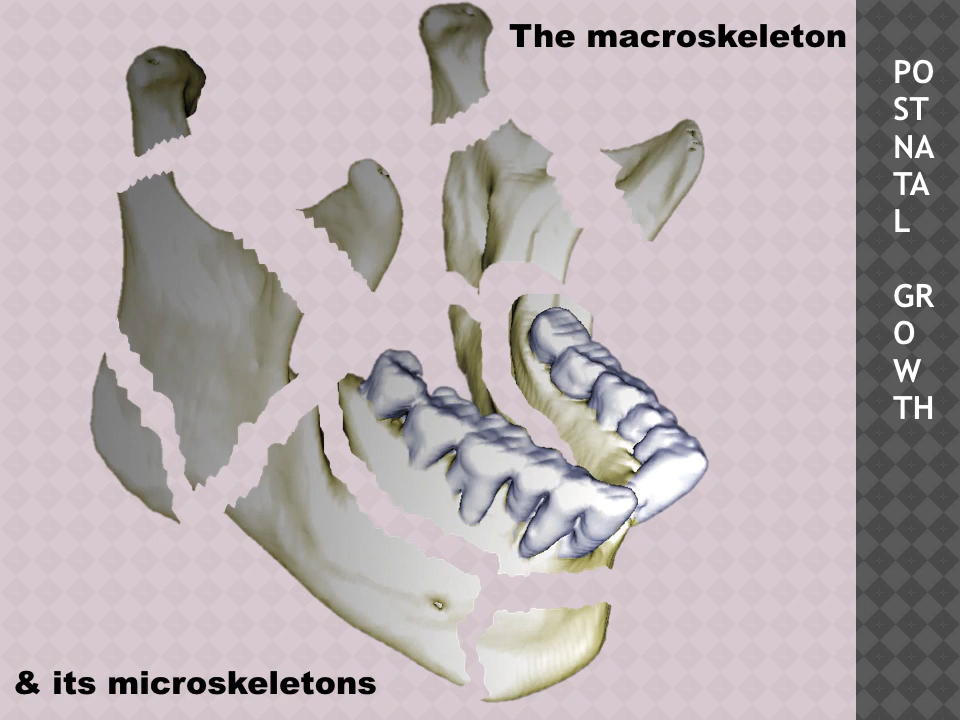 The macroskeleton
& its microskeletons
PO
ST
NA
TA
L
GR
O
W
TH